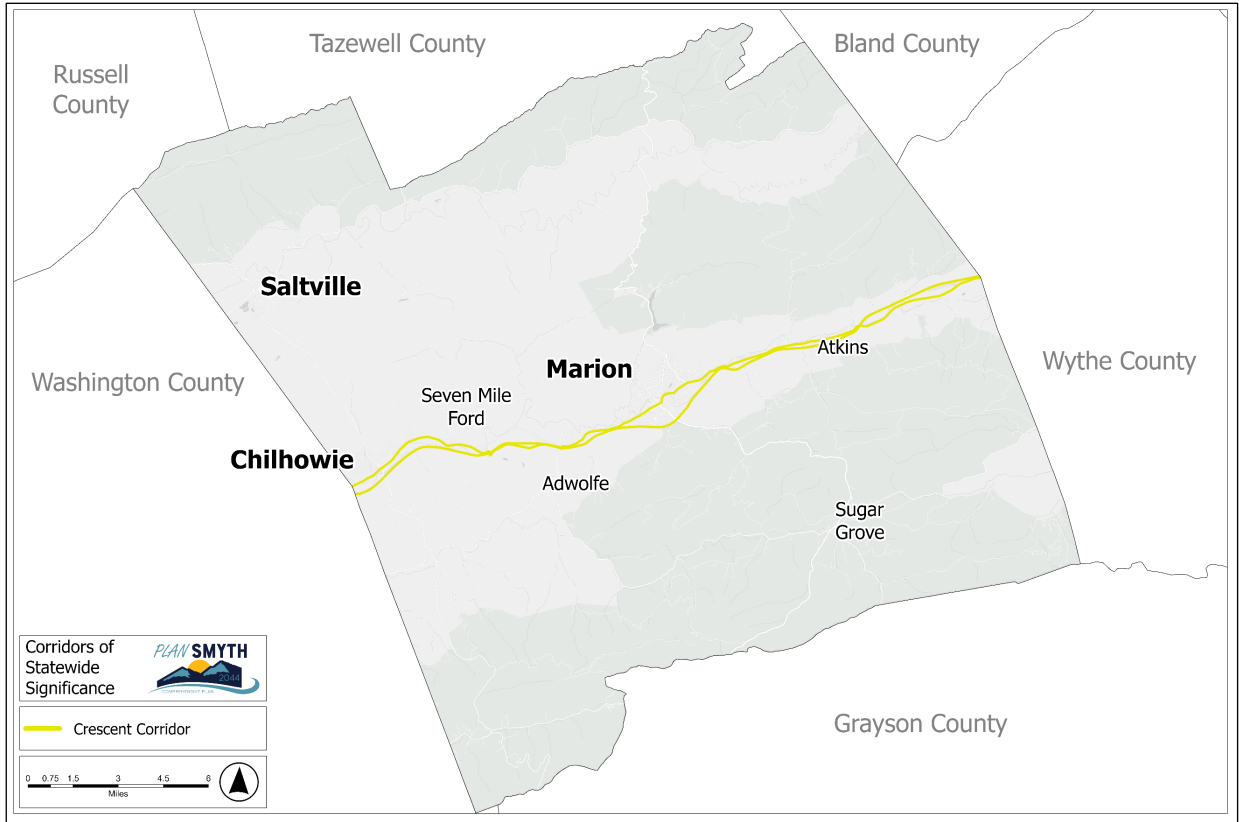 Tazewell County
Bland County
Russell
County
Saltville
Atkins
Wythe County
Marion
Washington County
Seven Mile
Ford
Chilhowie
Adwolfe
Sugar
Grove
Grayson County
Corridors of
Statewide
Significance
PLAN SMYTH
2044
COMPREHENSIVE PLAN
Crescent Corridor
0 0.75 1.5 3 4.5 6
Miles